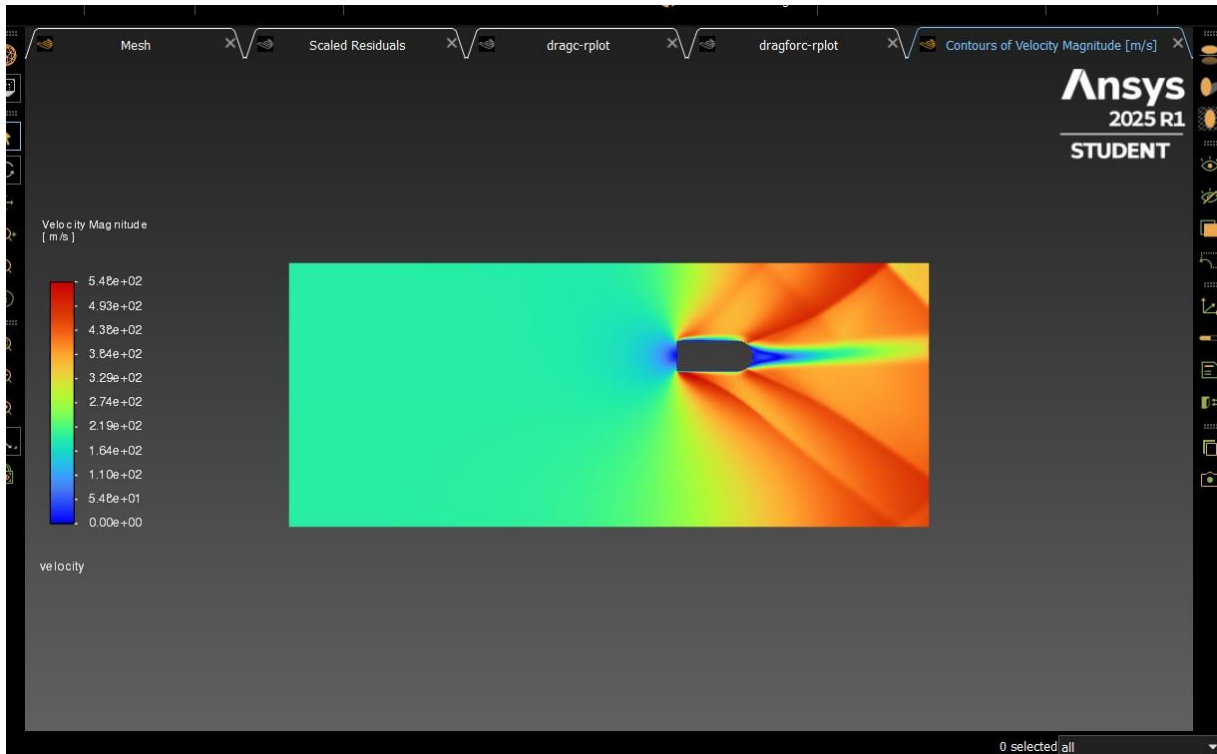 Mesh
Scaled Residuals
dragc-rplot
dragforc-rplot
Contours of Velocity Magnitude [m/s]
Ansys
2025 R1
STUDENT
Velocity Magnitude
[ m/s ]
5.48e+02
4.93e+02
4.38e+02
3.84e+02
3.29e+02
2.74e+02
2.19e+02
1.64e+02
1.10e+02
5.48e+01
0.00e+00
velocity
0 selected all